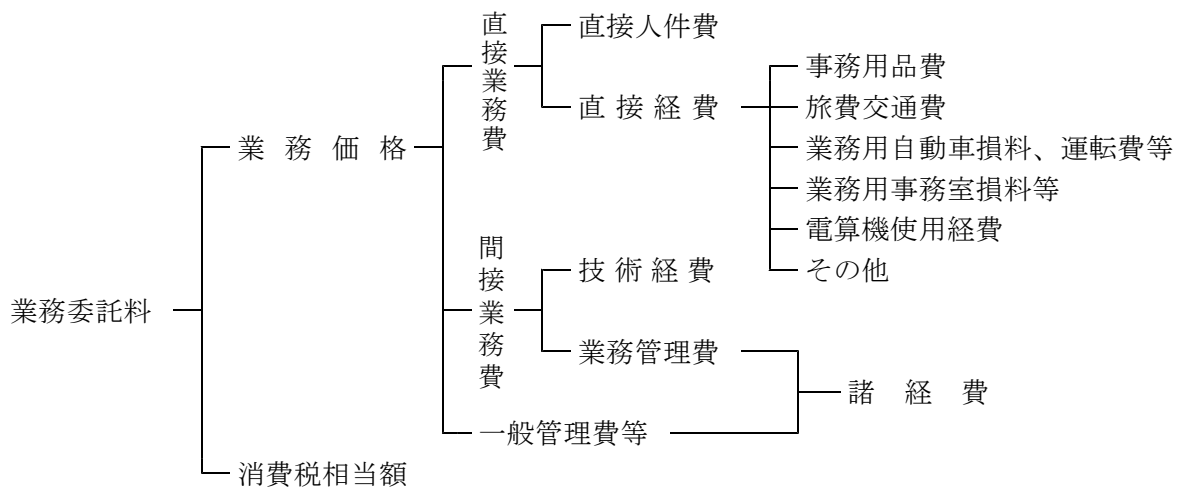 業務委託料
業務価格
直接業務費
直接人件費
直接経費
事務用品費
旅費交通費
業務用自動車損料、運転費等
業務用事務室損料等
電算機使用経費
その他
間接業務費
技術経費
業務管理費
一般管理費等
諸経費
消費税相当額